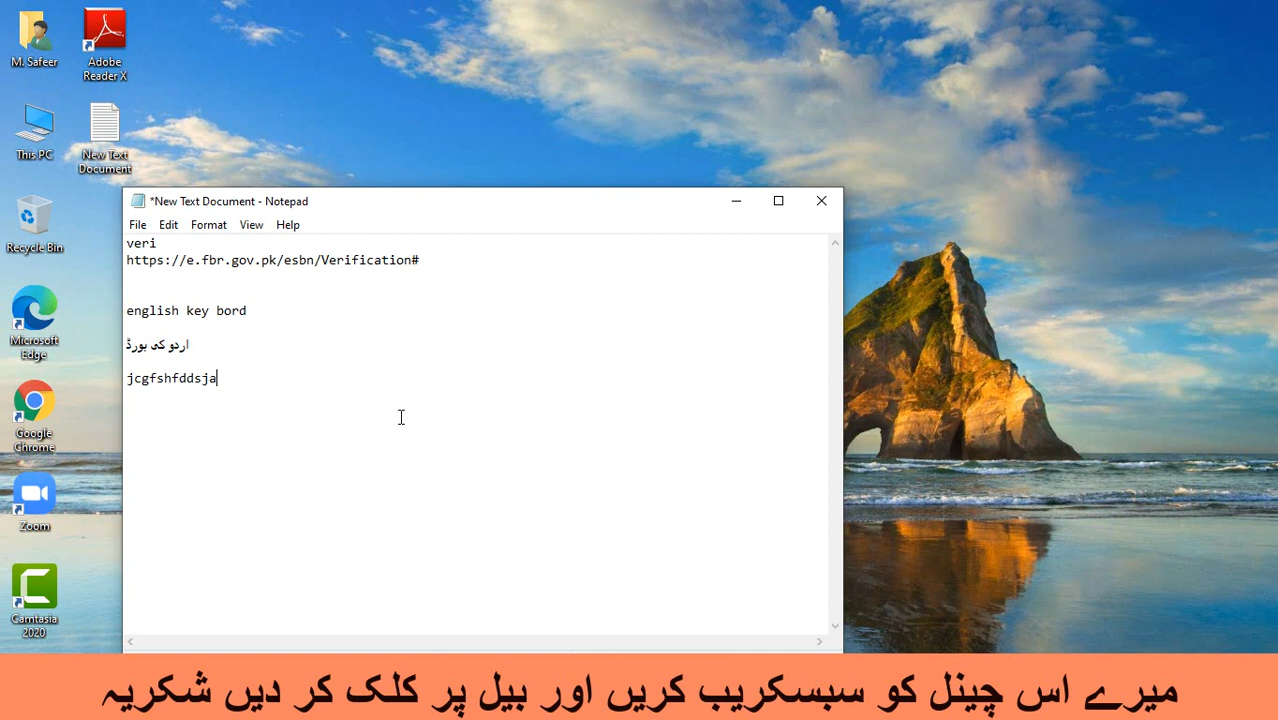 M. Safeer
Adobe
Reader X
This PC
New Text
Document
Recycle Bin
Microsoft
Edge
Google
Chrome
Zoom
Camtasia
2020
*New Text Document - Notepad
File Edit Format View Help
veri
https://e.fbr.gov.pk/esbn/Verification#
english key bord
اردو کی بورڈ
jcgfshfddsja
میرے اس چینل کو سبسکریب کریں اور بیل پر کلک کر دیں شکریہ